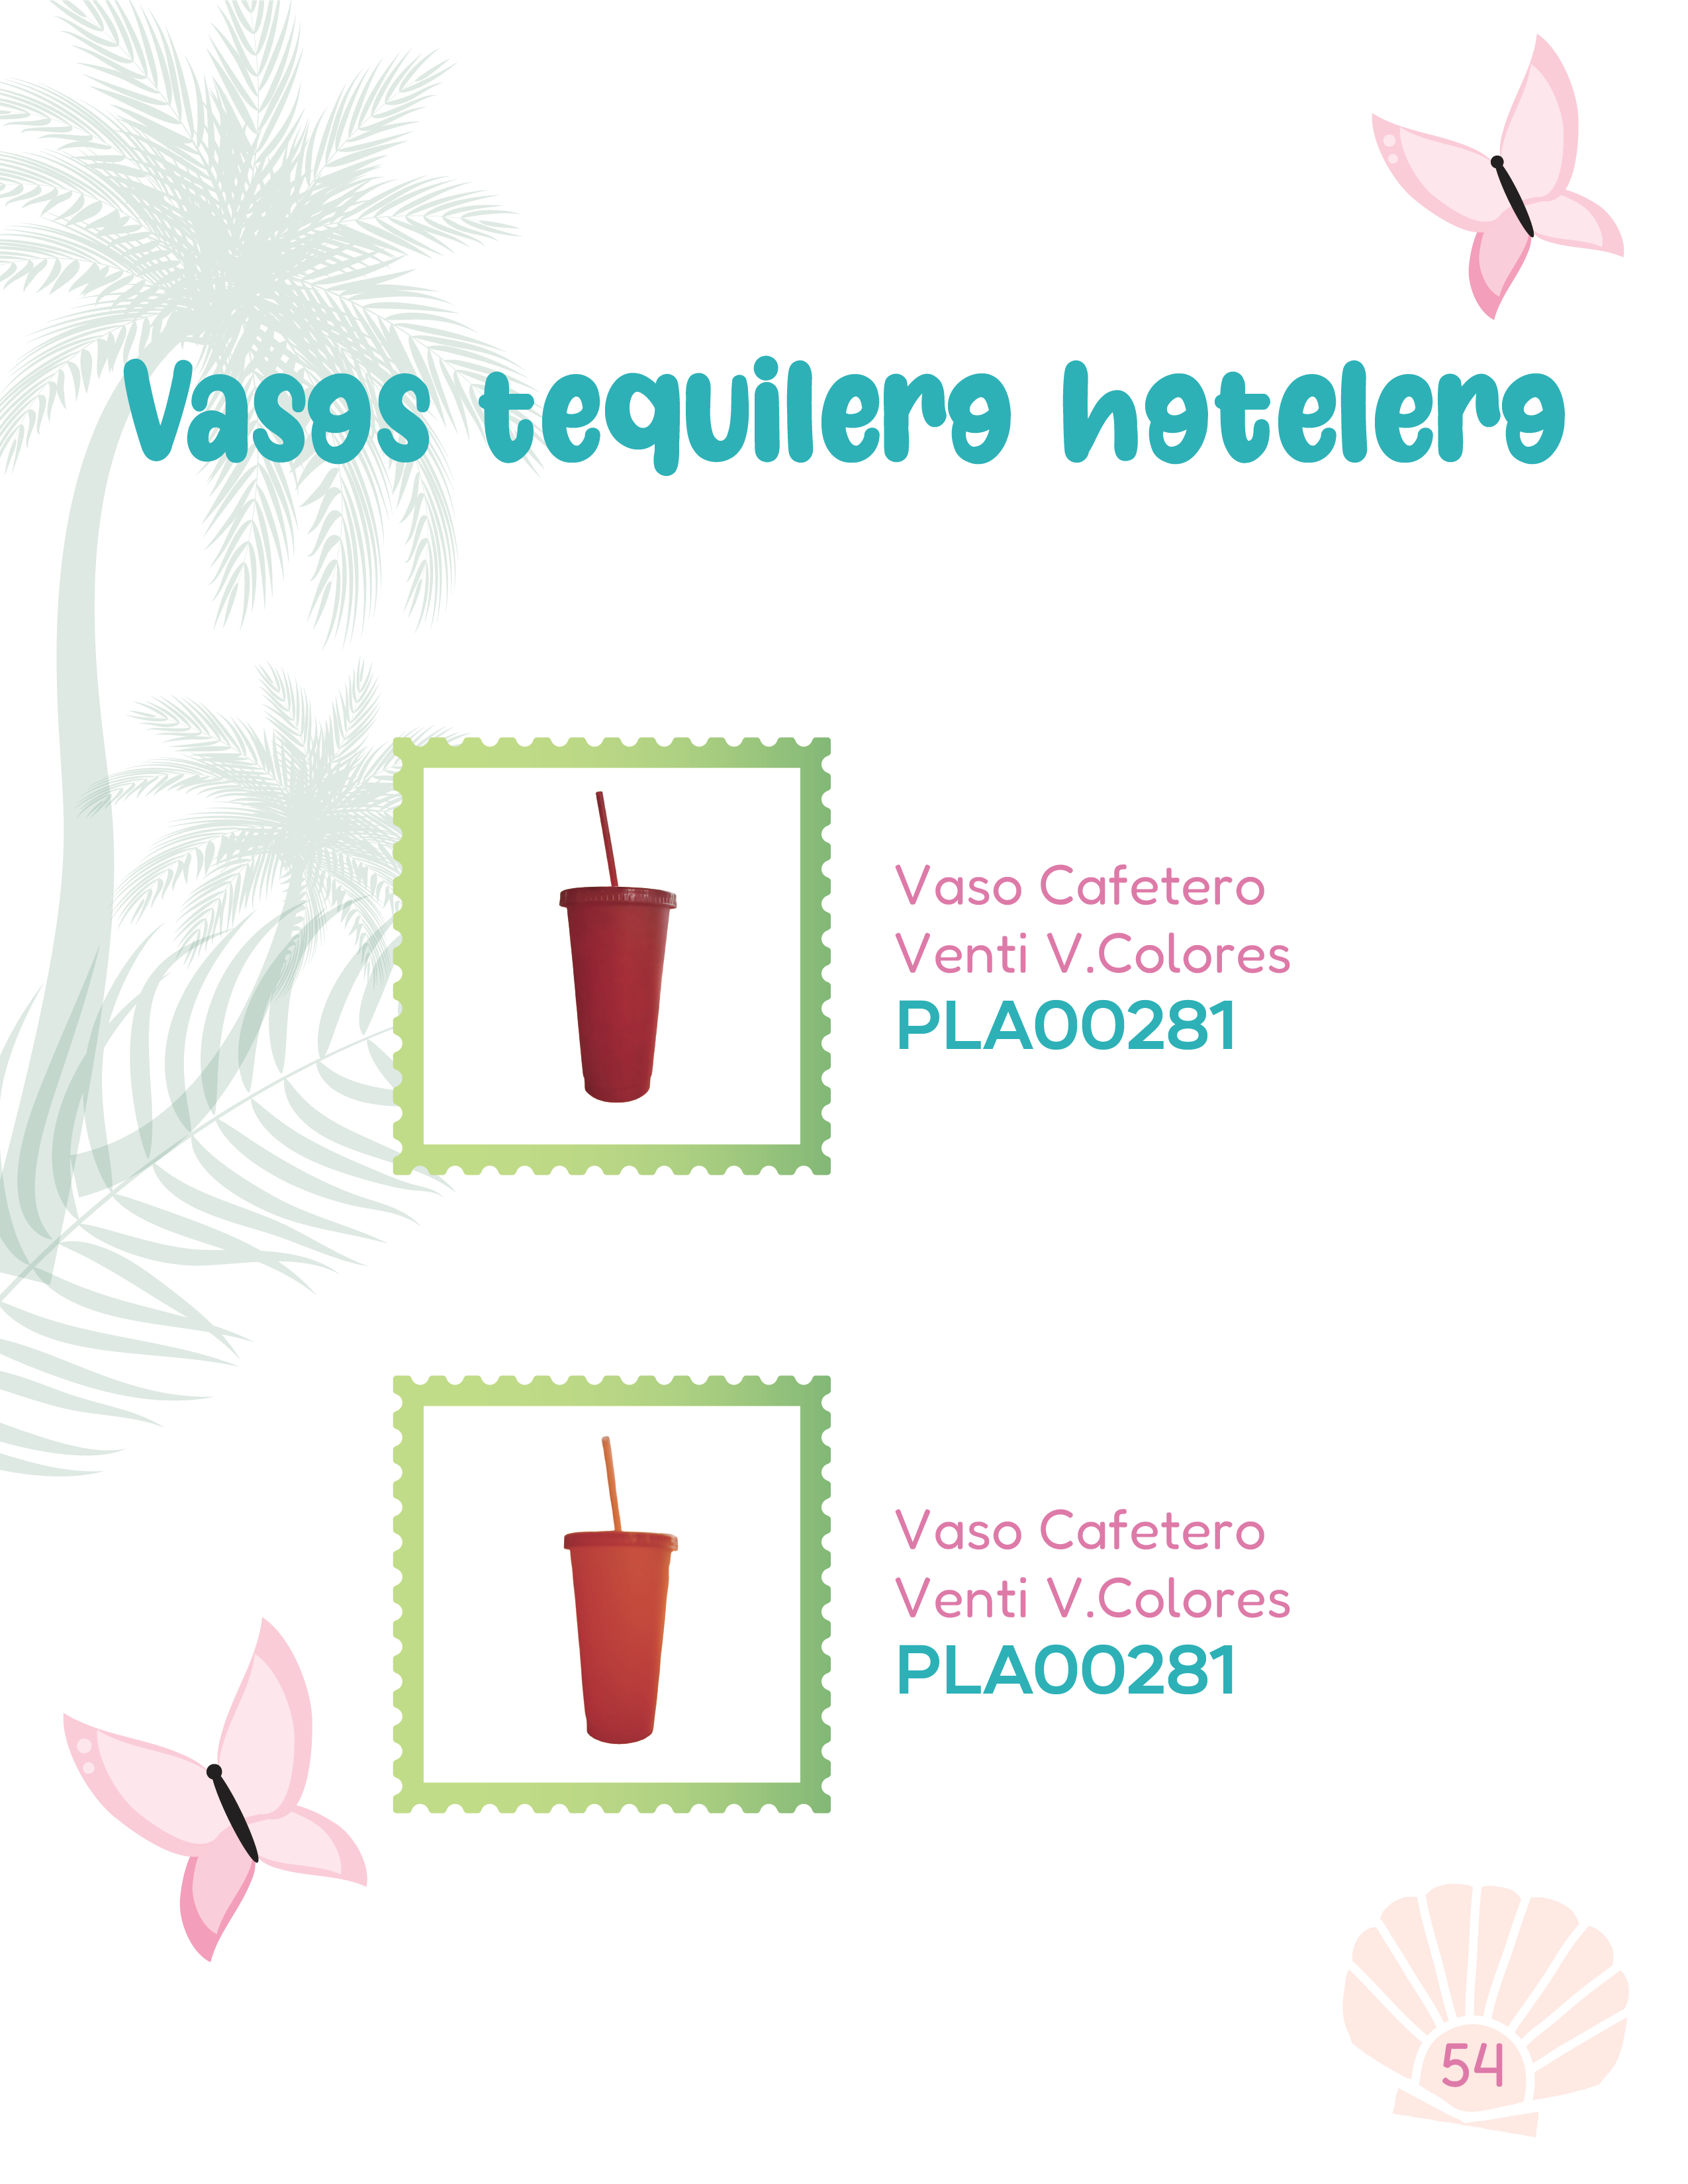 Vasos tequilero hotelero
Vaso Cafetero
Venti V.Colores
PLA00281
Vaso Cafetero
Venti V.Colores
PLA00281
54